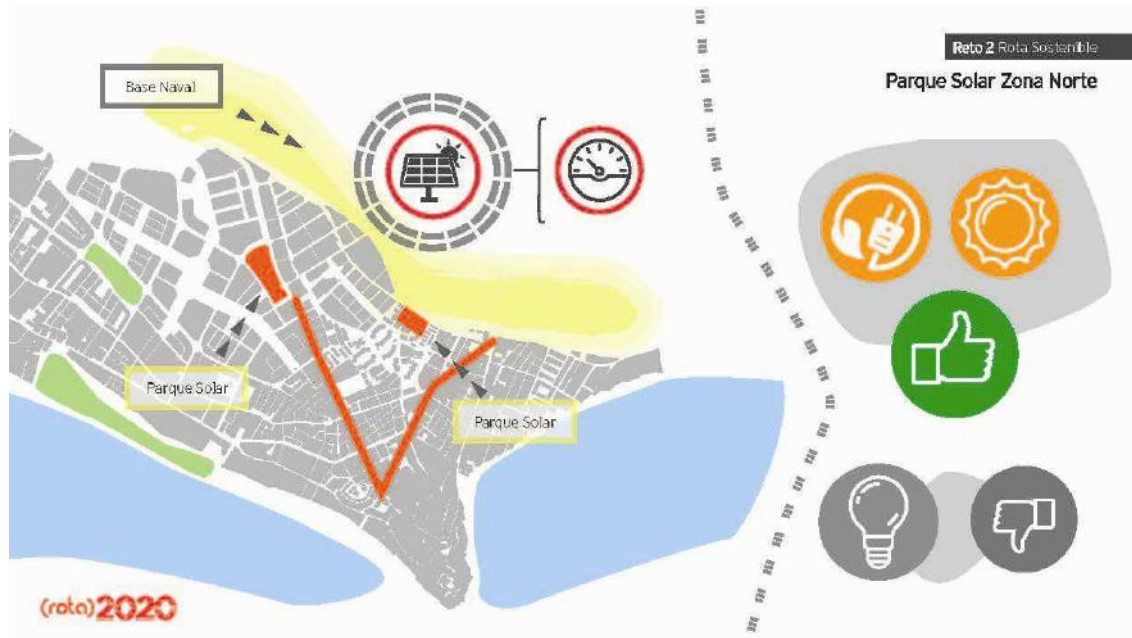 Reto 2 Rota Sostenible
Parque Solar Zona Norte
Base Naval
Parque Solar
Parque Solar
(rota)2020